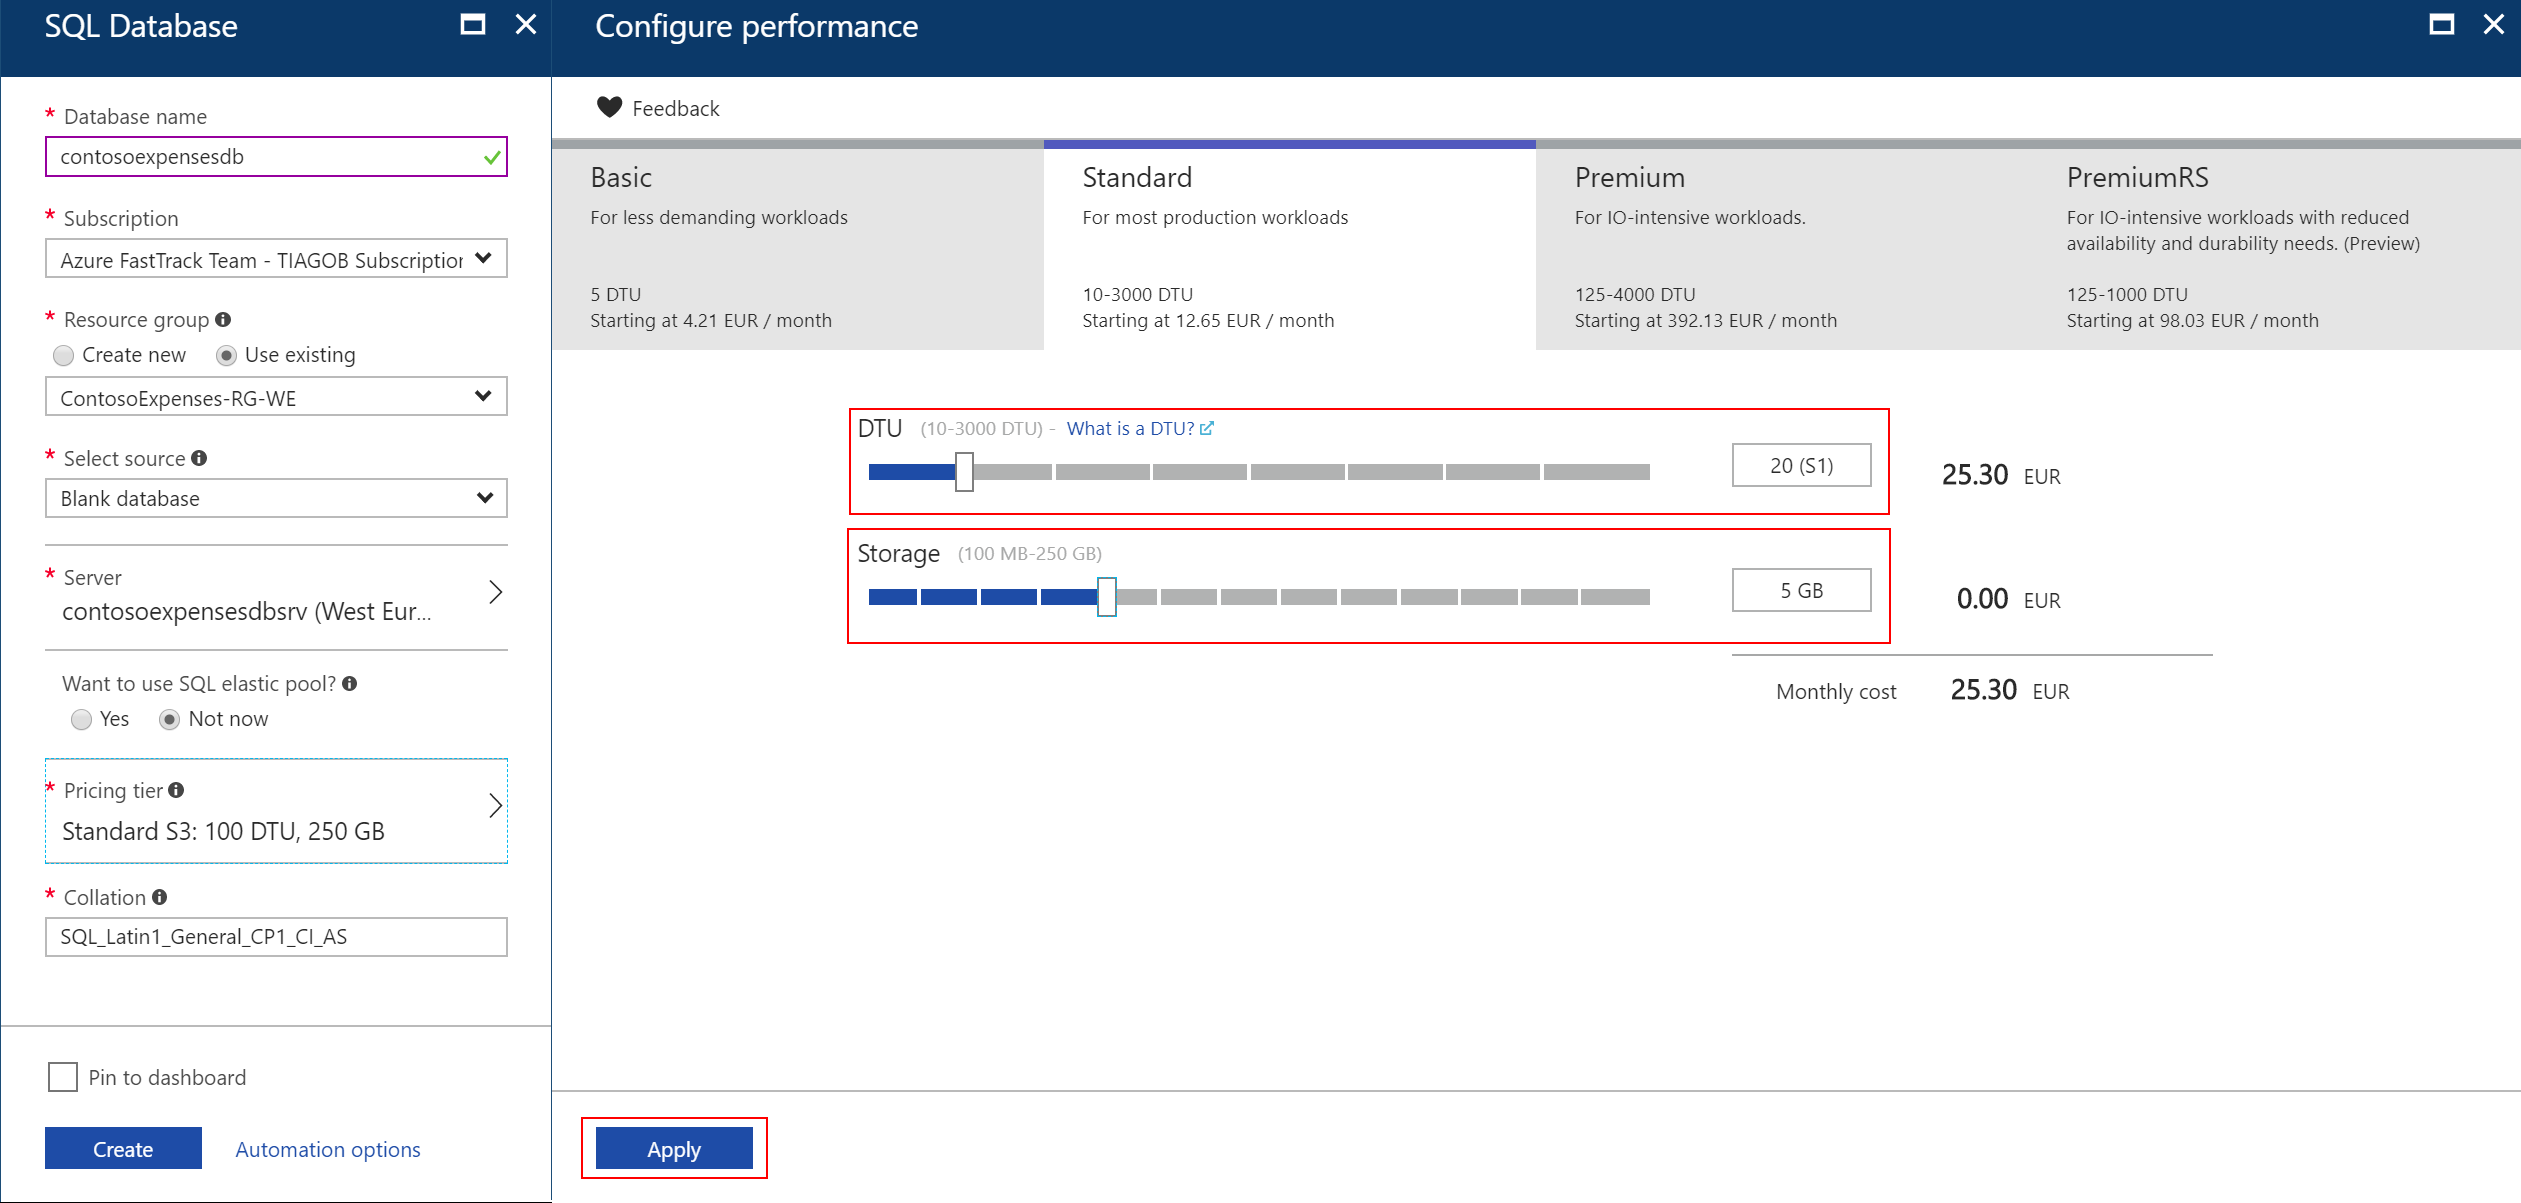 SQL Database
* Database name
contosoexpensesdb
* Subscription
Azure FastTrack Team - TIAGOB Subscription
* Resource group
Create new
Use existing
ContosoExpenses-RG-WE
* Select source
Blank database
* Server
contosoexpensesdbsrv (West Eur...
Want to use SQL elastic pool?
Yes
Not now
* Pricing tier
Standard S3: 100 DTU, 250 GB
* Collation
SQL_Latin1_General_CP1_CI_AS
Pin to dashboard
Create
Automation options
Configure performance
Feedback
Basic
For less demanding workloads
5 DTU
Starting at 4.21 EUR / month
Standard
For most production workloads
10-3000 DTU
Starting at 12.65 EUR / month
Premium
For IO-intensive workloads.
125-4000 DTU
Starting at 392.13 EUR / month
PremiumRS
For IO-intensive workloads with reduced
availability and durability needs. (Preview)
125-1000 DTU
Starting at 98.03 EUR / month
DTU (10-3000 DTU) - What is a DTU?
20 (S1)
25.30 EUR
Storage (100 MB-250 GB)
5 GB
0.00 EUR
Monthly cost 25.30 EUR
Apply